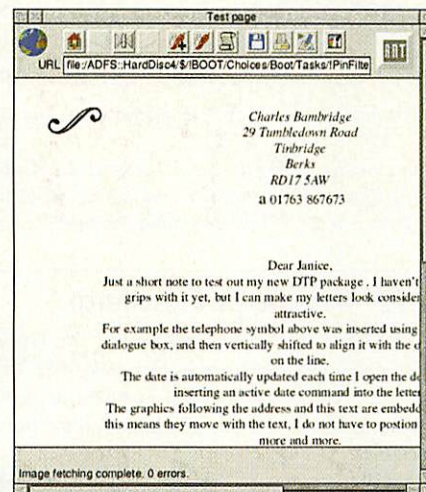 Test page
URL file:/ADFS::HardDisc4/$/!BOOT/Choices/Boot/Tasks/!PinFilte
ANT
Charles Bambridge
29 Tumbledown Road
Tinbridge
Berks
RD17 5AW
a 01763 867673
Dear Janice,
Just a short note to test out my new DTP package . I haven't
grips with it yet, but I can make my letters look consider
attractive.
For example the telephone symbol above was inserted using
dialogue box, and then vertically shifted to align it with the
on the line.
The date is automatically updated each time I open the
inserting an active date command into the letter
The graphics following the address and this text are embedd
this means they move with the text, I do not have to postion
more and more.
Image fetching complete. 0 errors.